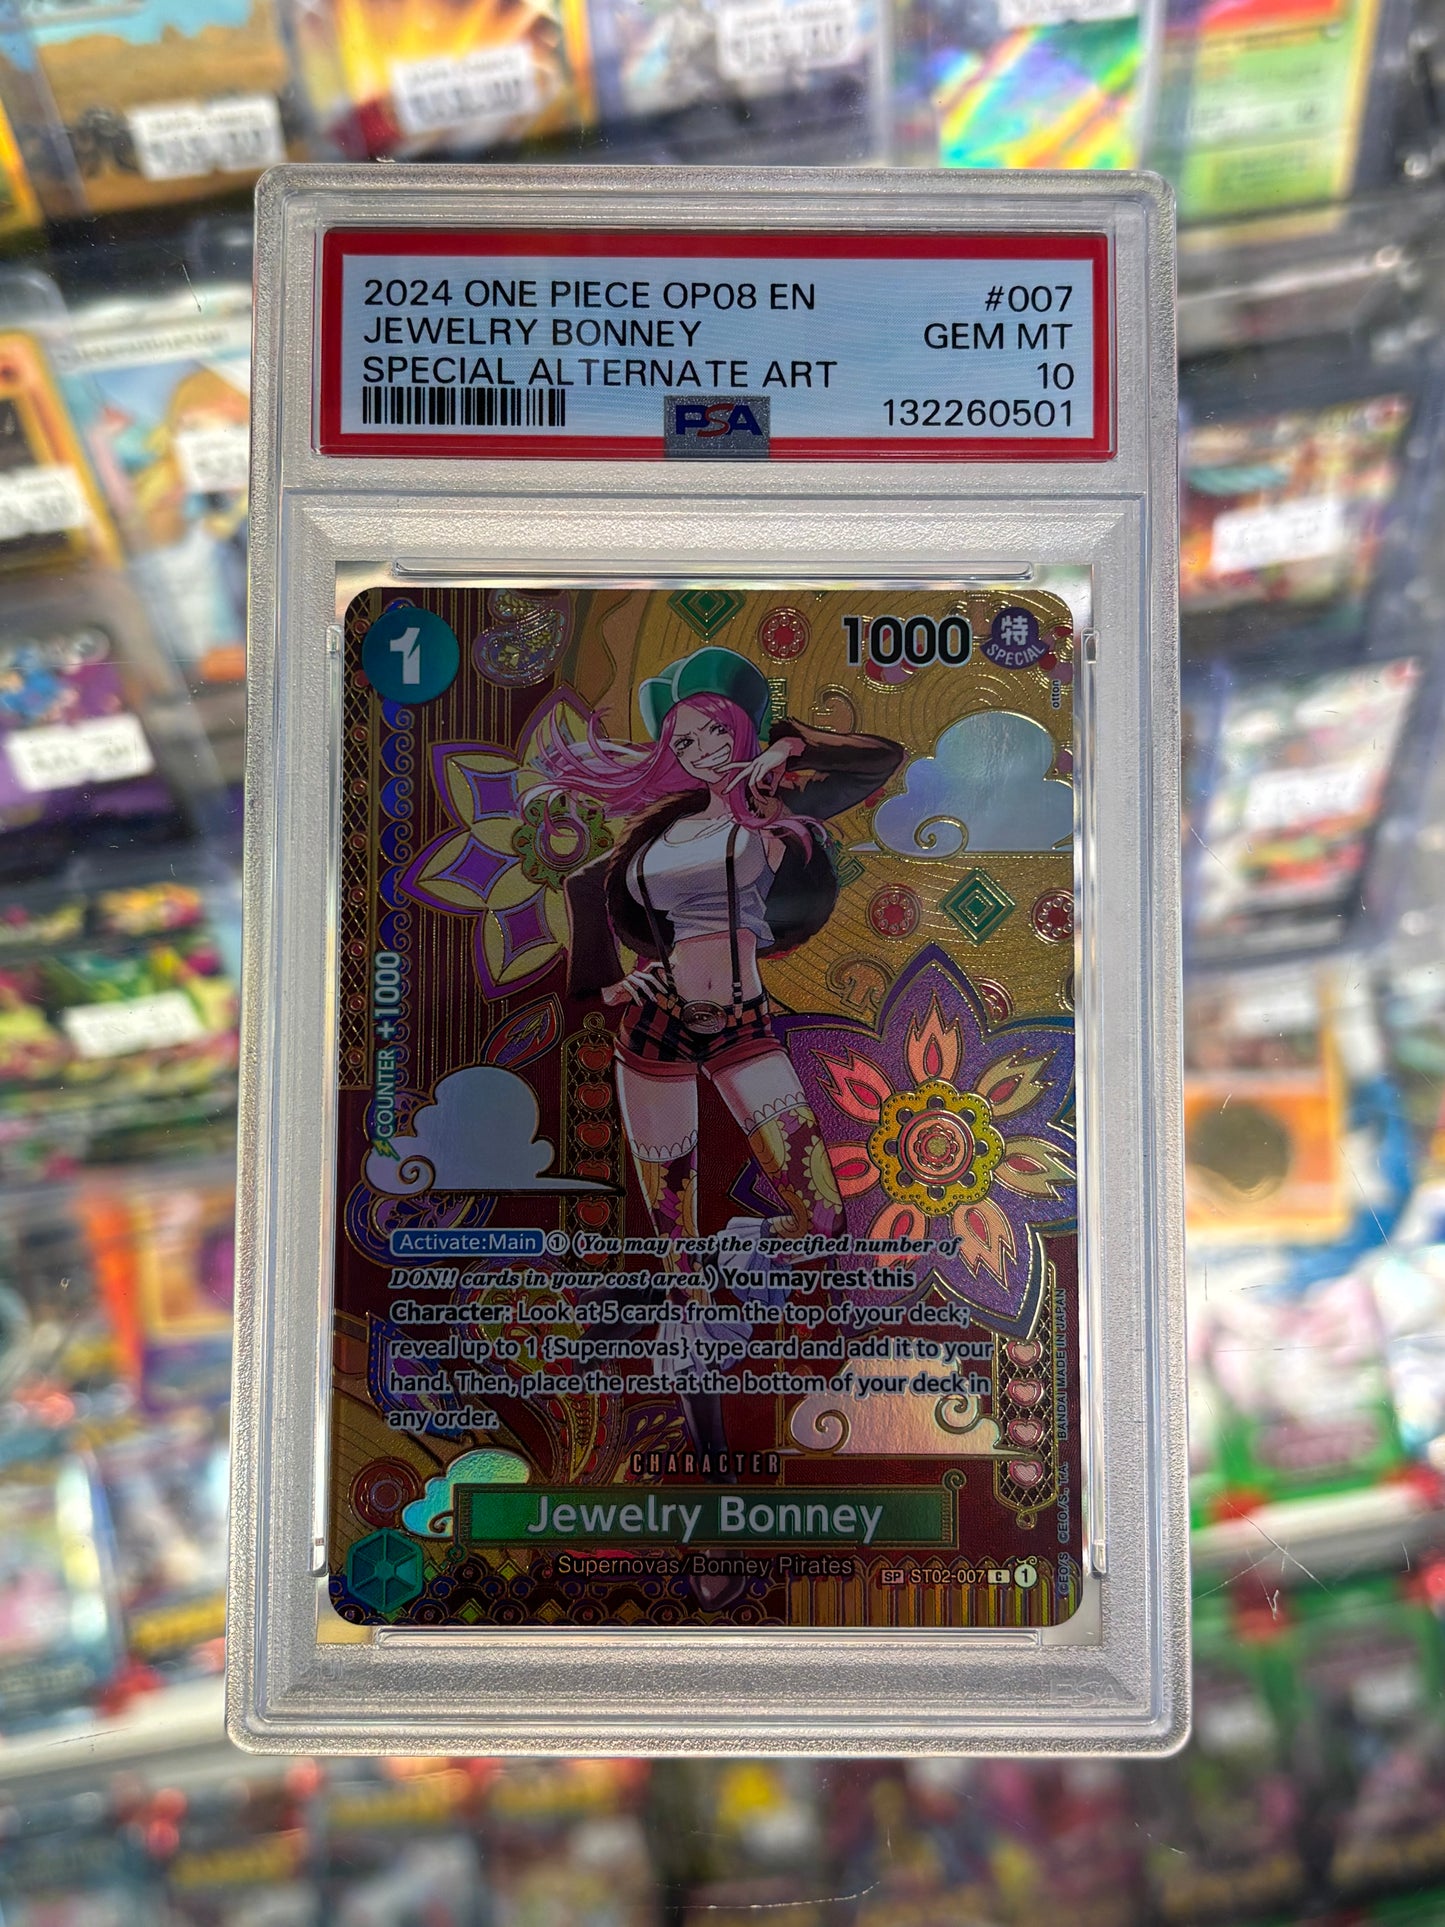 2024 ONE PIECE OP08 EN #007
JEWELRY BONNEY GEM MT
SPECIAL ALTERNATE ART 10
PSA 132260501
1
1000 特
SPECIAL
otton
COUNTER +1000
Activate:Main ① (You may rest the specified number of
DON!! cards in your cost area.) You may rest this
Character: Look at 5 cards from the top of your deck;
reveal up to 1 {Supernovas} type card and add it to your
hand. Then, place the rest at the bottom of your deck in
any order.
CHARACTER
Jewelry Bonney
Supernovas/Bonney Pirates
SP ST02-007 C 1
©EO/S ©EO/S., T.A. BANDAI MADE IN JAPAN
PSA